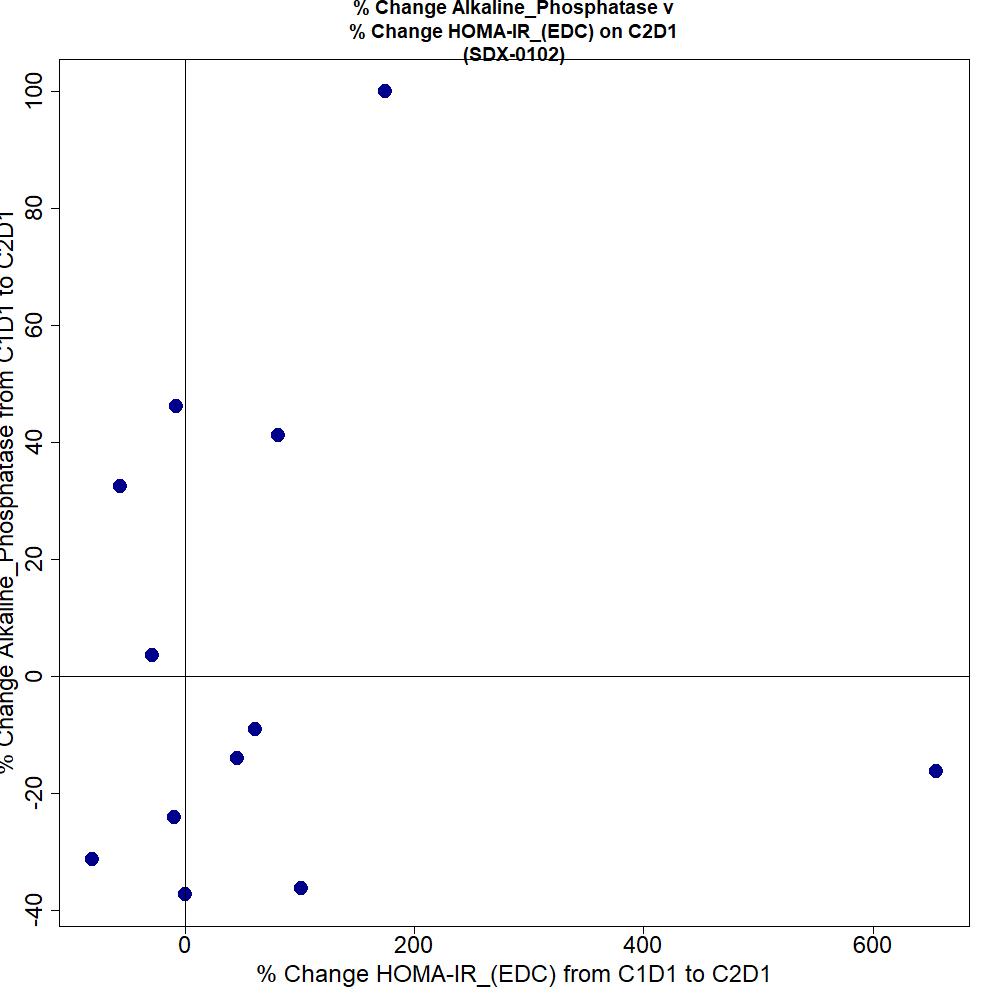 % Change Alkaline_Phosphatase v
% Change HOMA-IR_(EDC) on C2D1
(SDX-0102)
% Change Alkaline_Phosphatase from C1D1 to C2D1
100
80
60
40
20
0
-20
-40
0 200 400 600
% Change HOMA-IR_(EDC) from C1D1 to C2D1